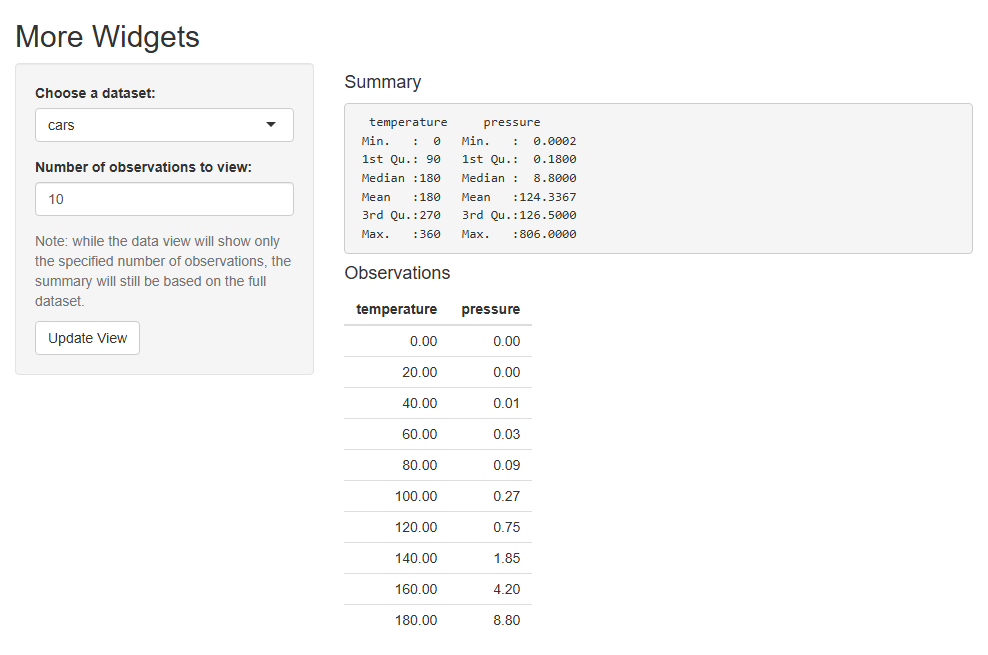 More Widgets
Choose a dataset:
cars
Number of observations to view:
10
Note: while the data view will show only
the specified number of observations, the
summary will still be based on the full
dataset.
Update View
Summary
temperature pressure
Min. : 0 Min. : 0.0002
1st Qu.: 90 1st Qu.: 0.1800
Median :180 Median : 8.8000
Mean :180 Mean :124.3367
3rd Qu.:270 3rd Qu.:126.5000
Max. :360 Max. :806.0000
Observations
temperature pressure
0.00 0.00
20.00 0.00
40.00 0.01
60.00 0.03
80.00 0.09
100.00 0.27
120.00 0.75
140.00 1.85
160.00 4.20
180.00 8.80